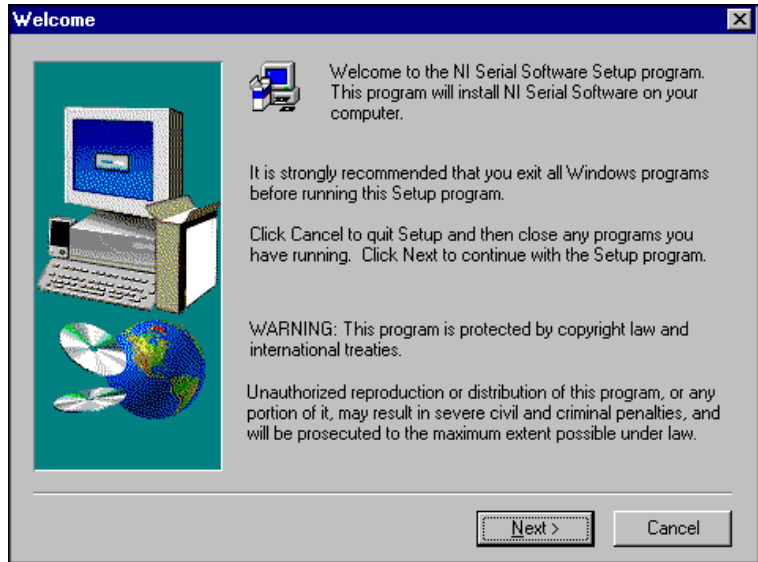 Welcome
Welcome to the NI Serial Software Setup program.
This program will install NI Serial Software on your
computer.
It is strongly recommended that you exit all Windows programs
before running this Setup program.
Click Cancel to quit Setup and then close any programs you
have running.  Click Next to continue with the Setup program.
WARNING: This program is protected by copyright law and
international treaties.
Unauthorized reproduction or distribution of this program, or any
portion of it, may result in severe civil and criminal penalties, and
will be prosecuted to the maximum extent possible under law.
Next >
Cancel